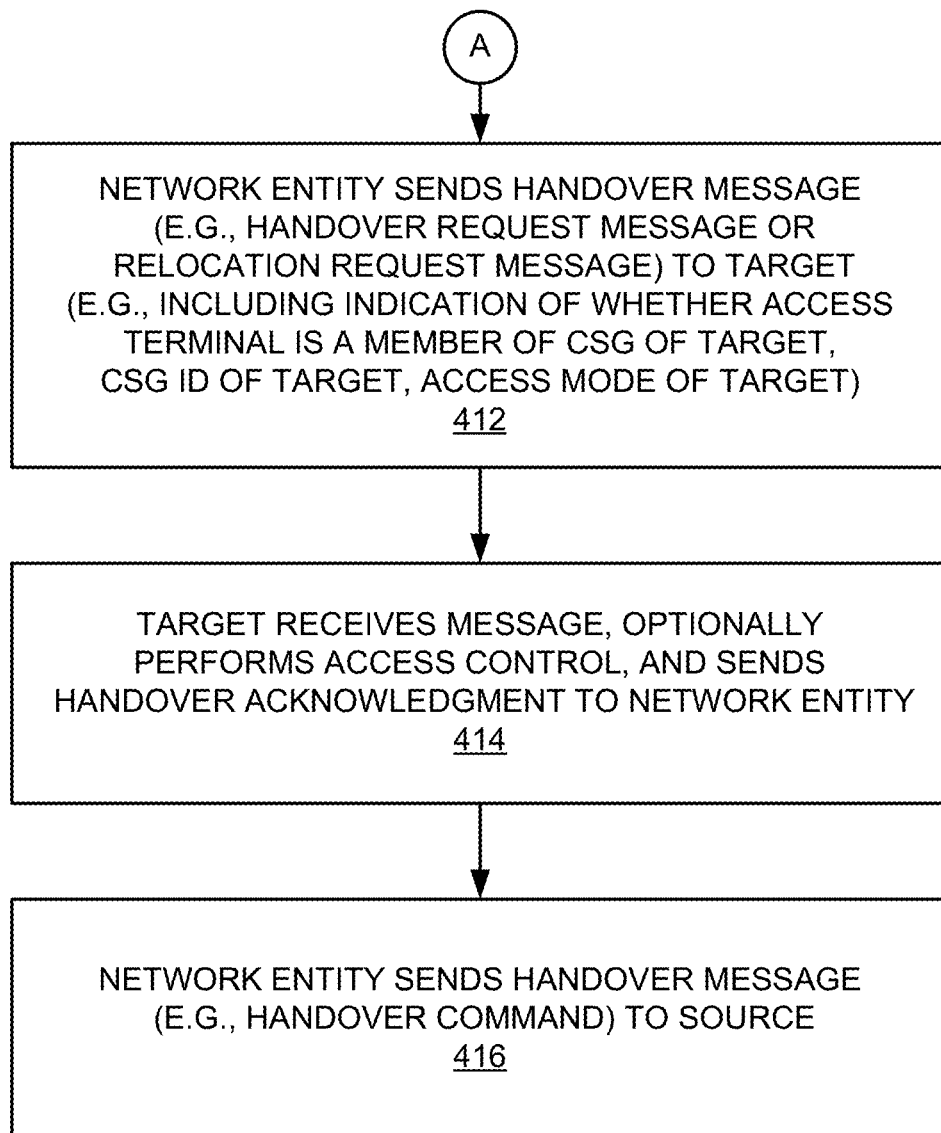 A
NETWORK ENTITY SENDS HANDOVER MESSAGE
(E.G., HANDOVER REQUEST MESSAGE OR
RELOCATION REQUEST MESSAGE) TO TARGET
(E.G., INCLUDING INDICATION OF WHETHER ACCESS
TERMINAL IS A MEMBER OF CSG OF TARGET,
CSG ID OF TARGET, ACCESS MODE OF TARGET)
412
TARGET RECEIVES MESSAGE, OPTIONALLY
PERFORMS ACCESS CONTROL, AND SENDS
HANDOVER ACKNOWLEDGMENT TO NETWORK ENTITY
414
NETWORK ENTITY SENDS HANDOVER MESSAGE
(E.G., HANDOVER COMMAND) TO SOURCE
416